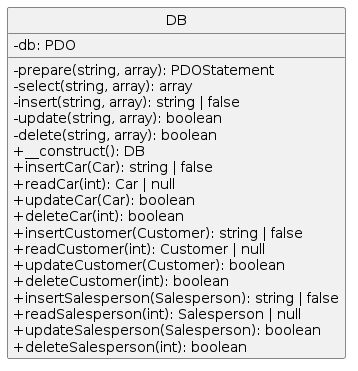 DB
-db: PDO
-prepare(string, array): PDOStatement
-select(string, array): array
-insert(string, array): string | false
-update(string, array): boolean
-delete(string, array): boolean
+__construct(): DB
+insertCar(Car): string | false
+readCar(int): Car | null
+updateCar(Car): boolean
+deleteCar(int): boolean
+insertCustomer(Customer): string | false
+readCustomer(int): Customer | null
+updateCustomer(Customer): boolean
+deleteCustomer(int): boolean
+insertSalesperson(Salesperson): string | false
+readSalesperson(int): Salesperson | null
+updateSalesperson(Salesperson): boolean
+deleteSalesperson(int): boolean